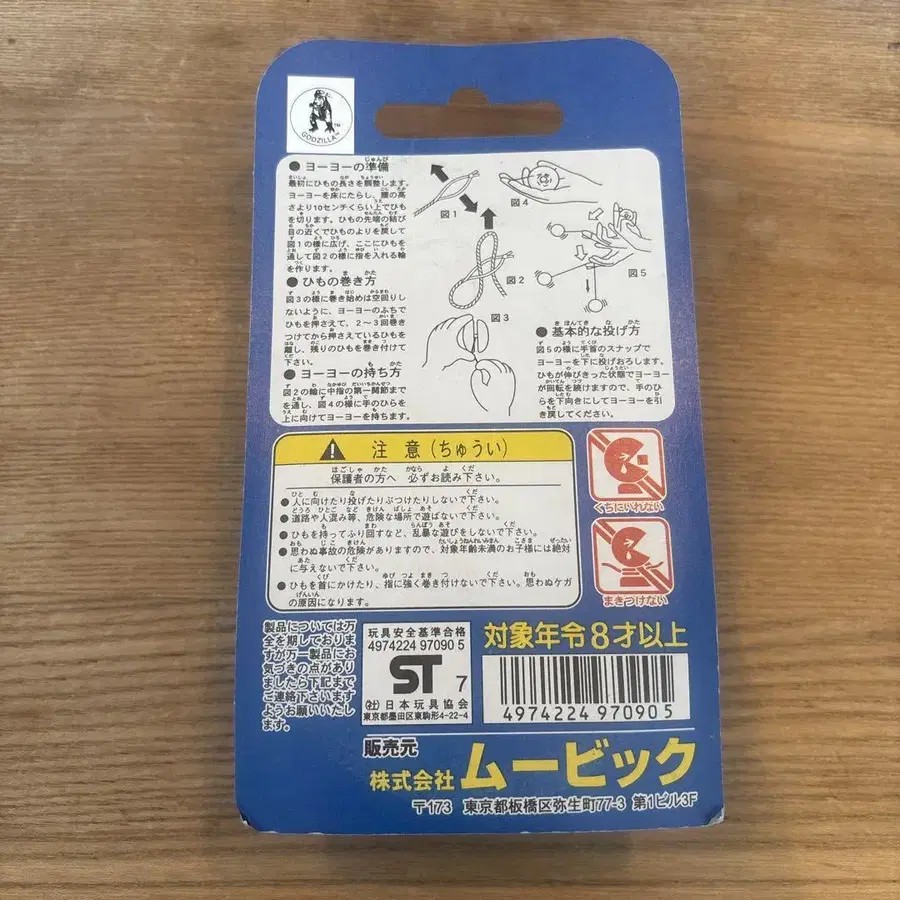 GODZILLA™
TM
● ヨーヨーの準備
じゅんび
最初にひもの長さを調整します。
ヨーヨーを床にたらし、腰の高
さより10センチくらい上でひも
を切ります。ひもの先端の結び
目の近くでひものよりを戻して
図1の様に広げ、ここにひもを
通して図2の様に指を入れる輪
を作ります。
● ひもの巻き方
図3の様に巻き始めは空回りし
ないように、ヨーヨーのふちで
ひもを押さえて、2〜3回巻き
つけてから押さえているひもを
離し、残りのひもを巻き付けて
下さい。
● ヨーヨーの持ち方
図2の輪に中指の第一関節まで
を通し、図4の様に手のひらを
上に向けてヨーヨーを持ちます。
図1
図2
図3
図4
図5
● 基本的な投げ方
きほんてき な かた
図5の様に手首のスナップで
ヨーヨーを下に投げおろします。
ひもが伸びきった状態でヨーヨー
が回転を続けますので、手のひ
らを下向きにしてヨーヨーを引
き戻してください。
注 意 (ちゅうい)
はごしゃ かた かなら よ くだ
保護者の方へ 必ずお読み下さい。
● 人に向けたり投げたりぶつけたりしないで下さい。
● 道路や人混み等、危険な場所で遊ばないで下さい。
● ひもを持ってふり回すなど、乱暴な遊びをしないで下さい。
● 思わぬ事故の危険がありますので、対象年齢未満のお子様には絶対
に与えないで下さい。
● ひもを首にかけたり、指に強く巻き付けないで下さい。思わぬケガ
の原因になります。
くちにいれない
まきつけない
製品については万
全を期しておりま
すが万一製品にお
気づきの点があり
ましたら下記まで
ご連絡下さいます
ようお願いいたし
ます。
玩具安全基準合格
4974224 97090 5
ST 7
(社)日本玩具協会
東京都墨田区東駒形4-22-4
対象年令8才以上
4974224 970905
販売元
株式会社 ムービック
〒173 東京都板橋区弥生町77-3 第1ビル3F